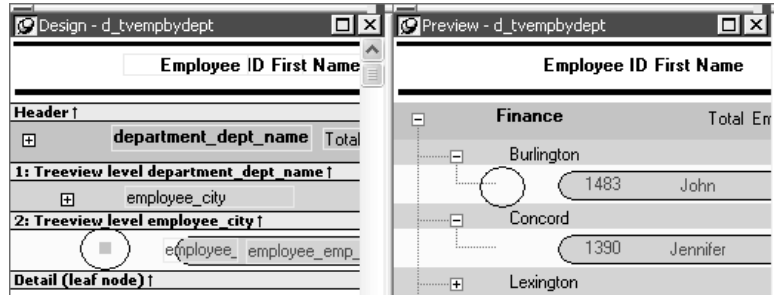 Design - d_tvempbydept
Employee ID First Name
Header ↑
department_dept_name Total
1: Treeview level department_dept_name ↑
employee_city
2: Treeview level employee_city ↑
employee_ employee_emp_
Detail (leaf node) ↑
Preview - d_tvempbydept
Employee ID First Name
Finance Total Em
Burlington
1483 John
Concord
1390 Jennifer
Lexington